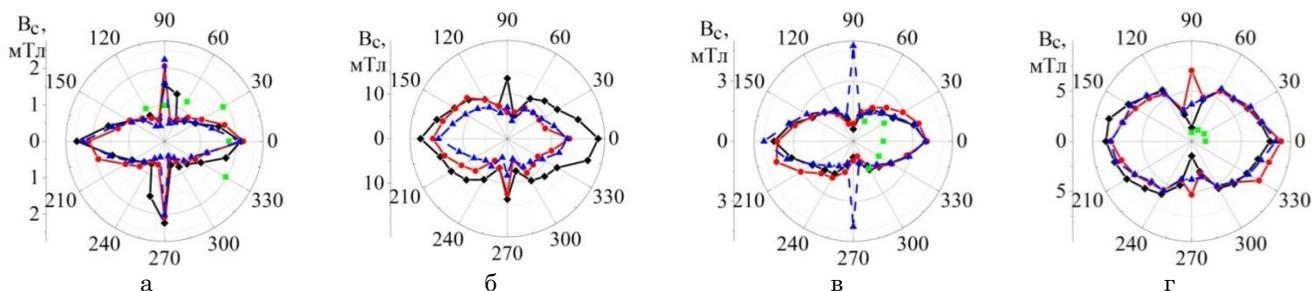 Bc, мТл 90 60 30 0 330 300 270 240 210 150 120 2 1 0 1 2 а
Bc, мТл 90 60 30 0 330 300 270 240 210 150 120 10 0 10 б
Bc, мТл 90 60 30 0 330 300 270 240 210 150 120 3 0 3 в
Bc, мТл 90 60 30 0 330 300 270 240 210 150 120 5 0 5 г